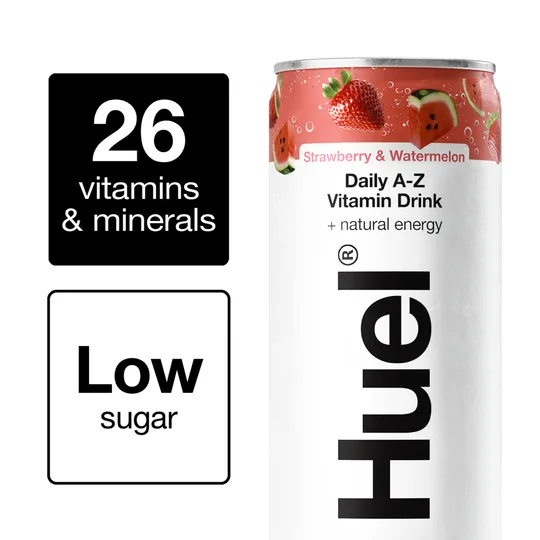 26
vitamins
& minerals
Low
sugar
Strawberry & Watermelon
Daily A-Z
Vitamin Drink
+ natural energy
Huel®